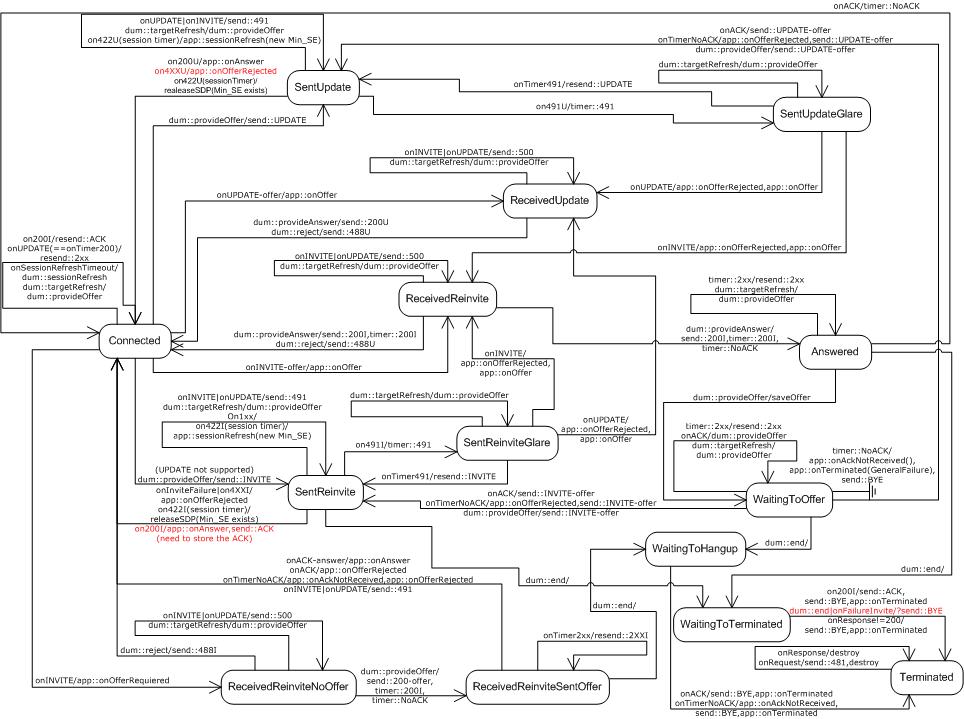 onACK/timer::NoACK
onUPDATE|onINVITE/send::491
dum::targetRefresh/dum::provideOffer
on422U(session timer)/app::sessionRefresh(new Min_SE)
onACK/send::UPDATE-offer
onTimerNoACK/app::onOfferRejected,send::UPDATE-offer
dum::provideOffer/send::UPDATE-offer
on200U/app::onAnswer
on4XXU/app::onOfferRejected
on422U(sessionTimer)/
realeaseSDP(Min_SE exists)
SentUpdate
dum::targetRefresh/dum::provideOffer
onTimer491/resend::UPDATE
SentUpdateGlare
on491U/timer::491
dum::provideOffer/send::UPDATE
onINVITE|onUPDATE/send::500
dum::targetRefresh/dum::provideOffer
onUPDATE/app::onOfferRejected,app::onOffer
onUPDATE-offer/app::onOffer
ReceivedUpdate
dum::provideAnswer/send::200U
dum::reject/send::488U
on200I/resend::ACK
onUPDATE(==onTimer200)/
resend::2xx
onSessionRefreshTimeout/
dum::sessionRefresh
dum::targetRefresh/
dum::provideOffer
onINVITE/app::onOfferRejected,app::onOffer
onINVITE|onUPDATE/send::500
dum::targetRefresh/dum::provideOffer
ReceivedReinvite
timer::2xx/resend::2xx
dum::targetRefresh/
dum::provideOffer
Connected
dum::provideAnswer/send::200I,timer::200I
dum::reject/send::488U
dum::provideAnswer/
send::200I,timer::200I,
timer::NoACK
Answered
onINVITE-offer/app::onOffer
onINVITE/
app::onOfferRejected,
app::onOffer
onINVITE|onUPDATE/send::491
dum::targetRefresh/dum::provideOffer
On1xx/
on422I(session timer)/
app::sessionRefresh(new Min_SE)
dum::targetRefresh/dum::provideOffer
dum::provideOffer/saveOffer
onUPDATE/
app::onOfferRejected,
app::onOffer
on491I/timer::491
SentReinviteGlare
timer::2xx/resend::2xx
onACK/dum::provideOffer
dum::targetRefresh/
dum::provideOffer
timer::NoACK/
app::onAckNotReceived(),
app::onTerminated(GeneralFailure),
send::BYE
(UPDATE not supported)
dum::provideOffer/send::INVITE
onTimer491/resend::INVITE
SentReinvite
onInviteFailure|on4XXI/
app::onOfferRejected
on422I(session timer)/
releaseSDP(Min_SE exists)
on200I/app::onAnswer,send::ACK
(need to store the ACK)
onACK/send::INVITE-offer
onTimerNoACK/app::onOfferRejected,send::INVITE-offer
dum::provideOffer/send::INVITE-offer
WaitingToOffer
dum::end/
WaitingToHangup
onACK-answer/app::onAnswer
onACK/app::onOfferRejected
onTimerNoACK/app::onAckNotReceived,app::onOfferRejected
onINVITE|onUPDATE/send::491
dum::end/
dum::end/
dum::end/
WaitingToTerminated
on200I/send::ACK,
send::BYE,app::onTerminated
dum::end|onFailureInvite/?send::BYE
onResponse!=200/
send::BYE,app::onTerminated
onINVITE|onUPDATE/send::500
dum::targetRefresh/dum::provideOffer
onTimer2xx/resend::2XXI
dum::reject/send::488I
onResponse/destroy
onRequest/send::481,destroy
Terminated
onINVITE/app::onOfferRequiered
ReceivedReinviteNoOffer
dum::provideOffer/
send::200-offer,
timer::200I,
timer::NoACK
ReceivedReinviteSentOffer
onACK/send::BYE,app::onTerminated
onTimerNoACK/app::onAckNotReceived,
send::BYE,app::onTerminated